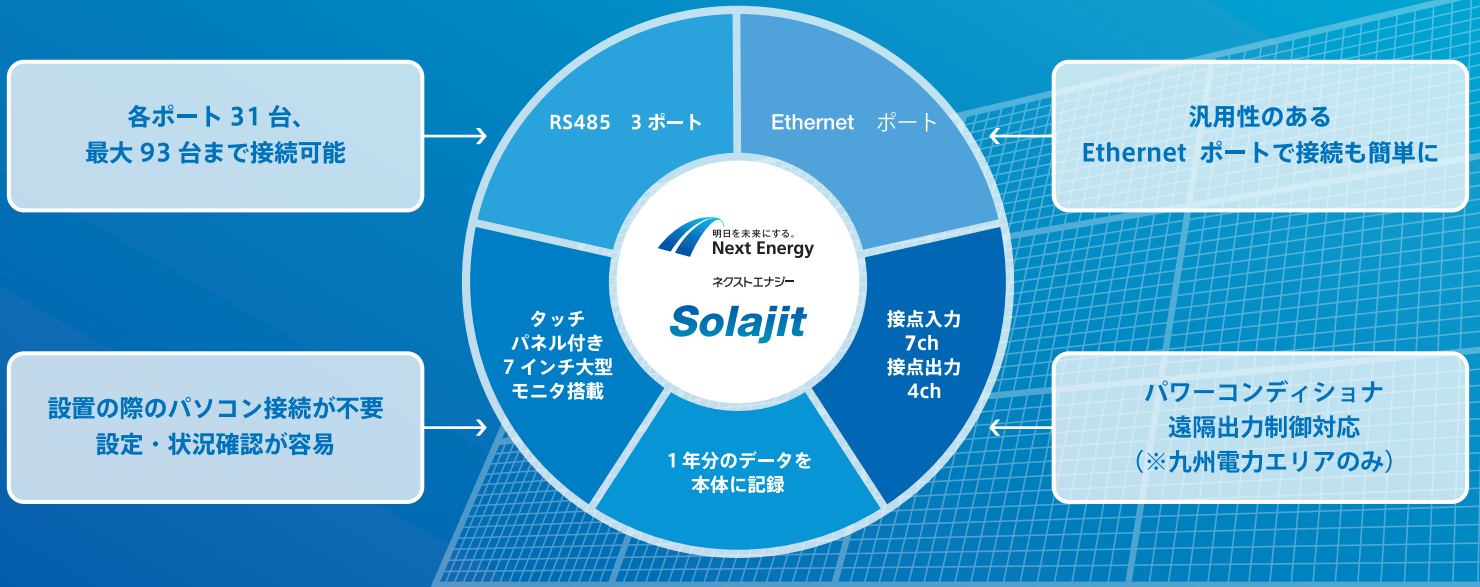 各ポート 31 台、
最大 93 台まで接続可能
RS485 3 ポート
Ethernet ポート
汎用性のある
Ethernet ポートで接続も簡単に
明日を未来にする。
Next Energy
ネクストエナジー
Solajit
タッチ
パネル付き
7 インチ大型
モニタ搭載
接点入力
7ch
接点出力
4ch
設置の際のパソコン接続が不要
設定・状況確認が容易
1 年分のデータを
本体に記録
パワーコンディショナ
遠隔出力制御対応
(※九州電力エリアのみ)